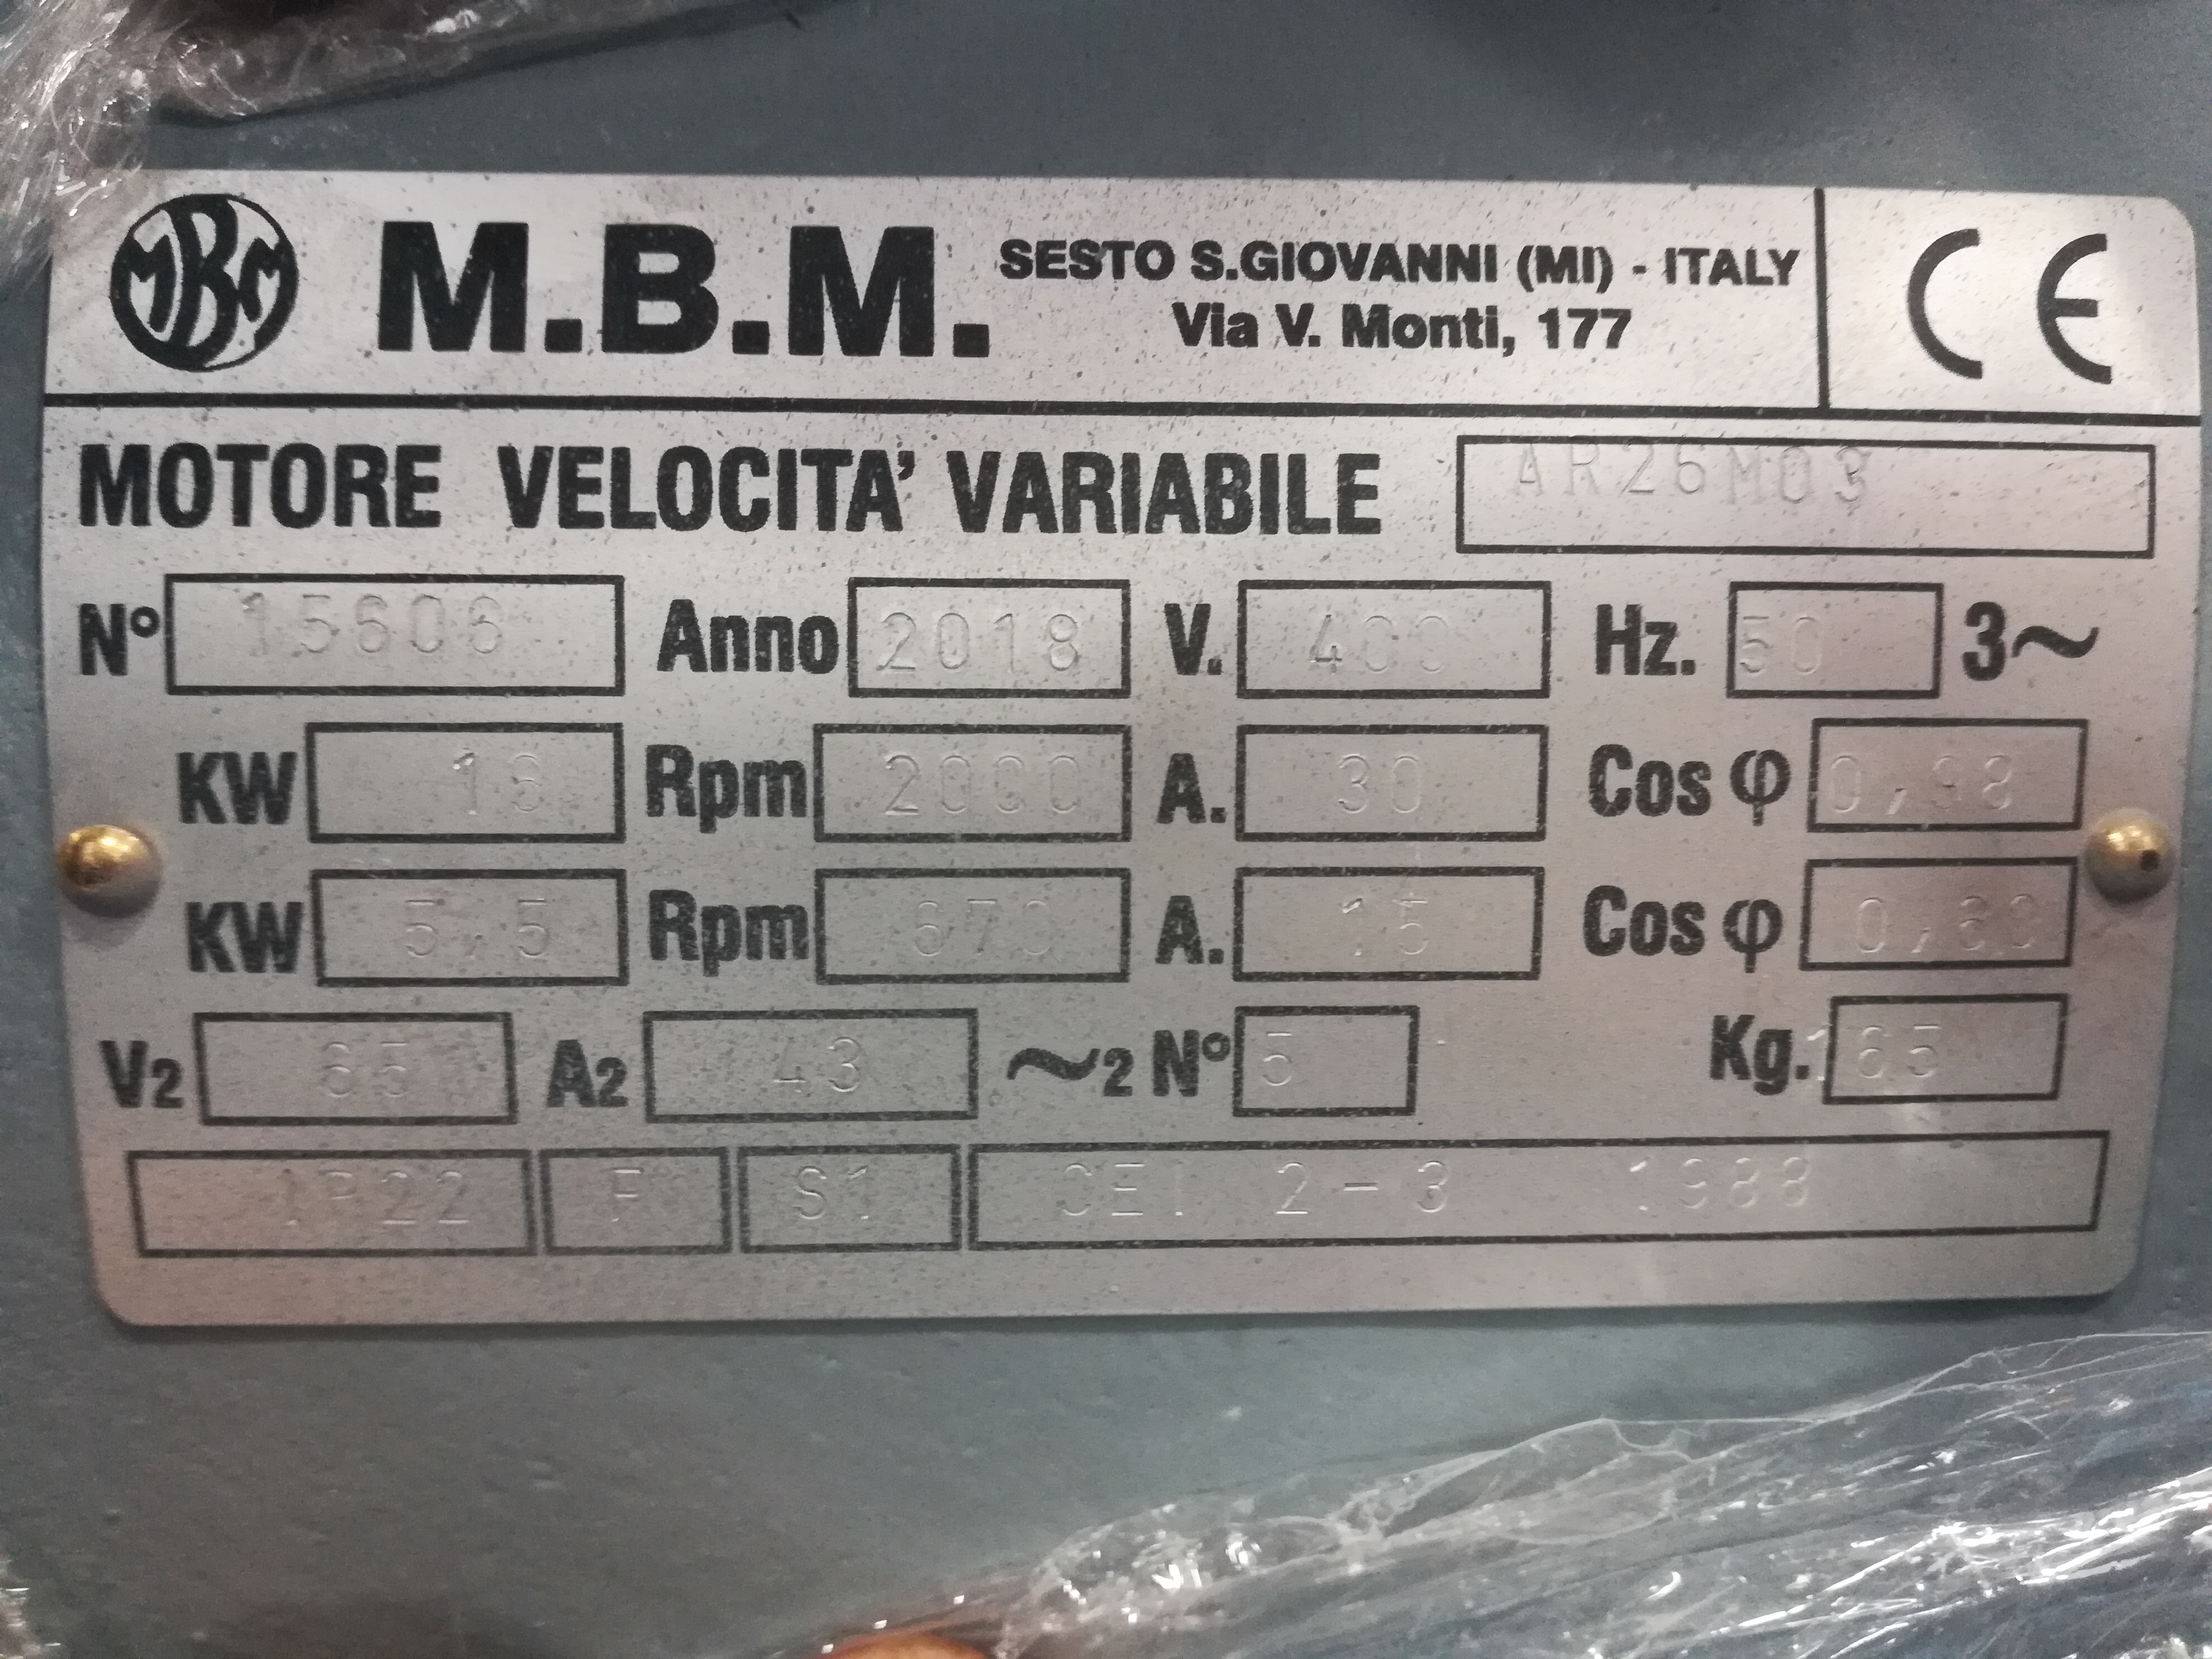 MBM M.B.M. SESTO S.GIOVANNI (MI) - ITALY CE
Via V. Monti, 177
MOTORE VELOCITA' VARIABILE AR26M03
N° 15606 Anno 2018 V. 400 Hz. 50 3~
KW Rpm 2000 A. 30 Cos φ 0,98
KW 5,5 Rpm 670 A. 15 Cos φ
V2 65 A2 43 ~2 N° 5 Kg. 165
IP22 F S1 CEI 2-3 1988